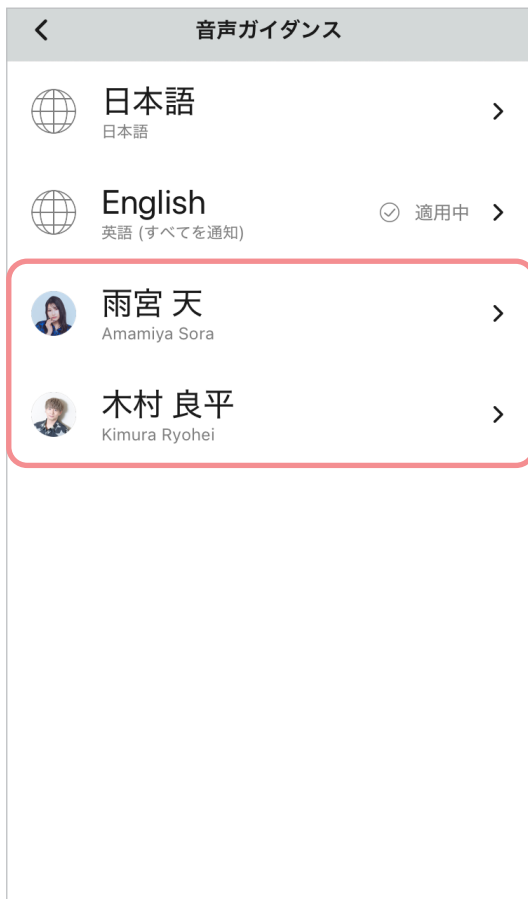 音声ガイダンス
日本語
日本語
English
英語 (すべてを通知)
適用中
雨宮 天
Amamiya Sora
木村 良平
Kimura Ryohei